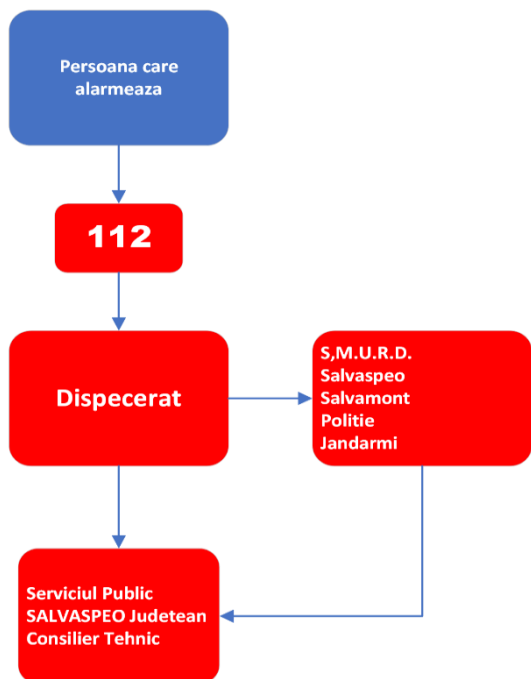 Persoana care
alarmeaza
112
Dispecerat
S,M.U.R.D.
Salvaspeo
Salvamont
Politie
Jandarmi
Serviciul Public
SALVASPEO Judetean
Consilier Tehnic